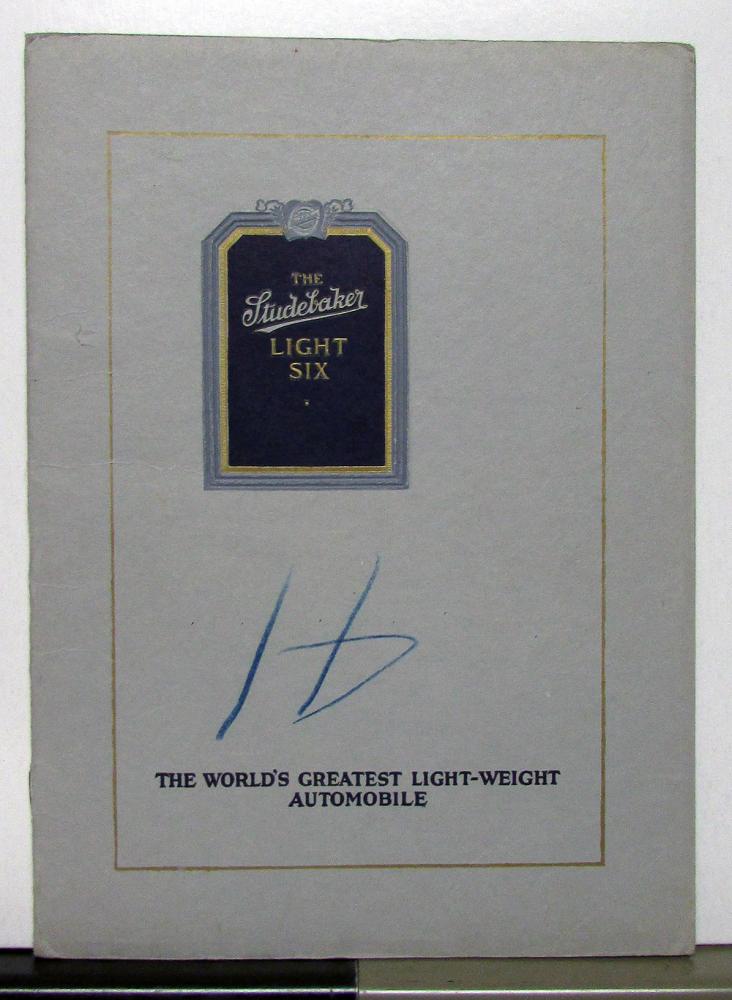 THE
Studebaker
LIGHT
SIX
THE WORLD'S GREATEST LIGHT-WEIGHT
AUTOMOBILE